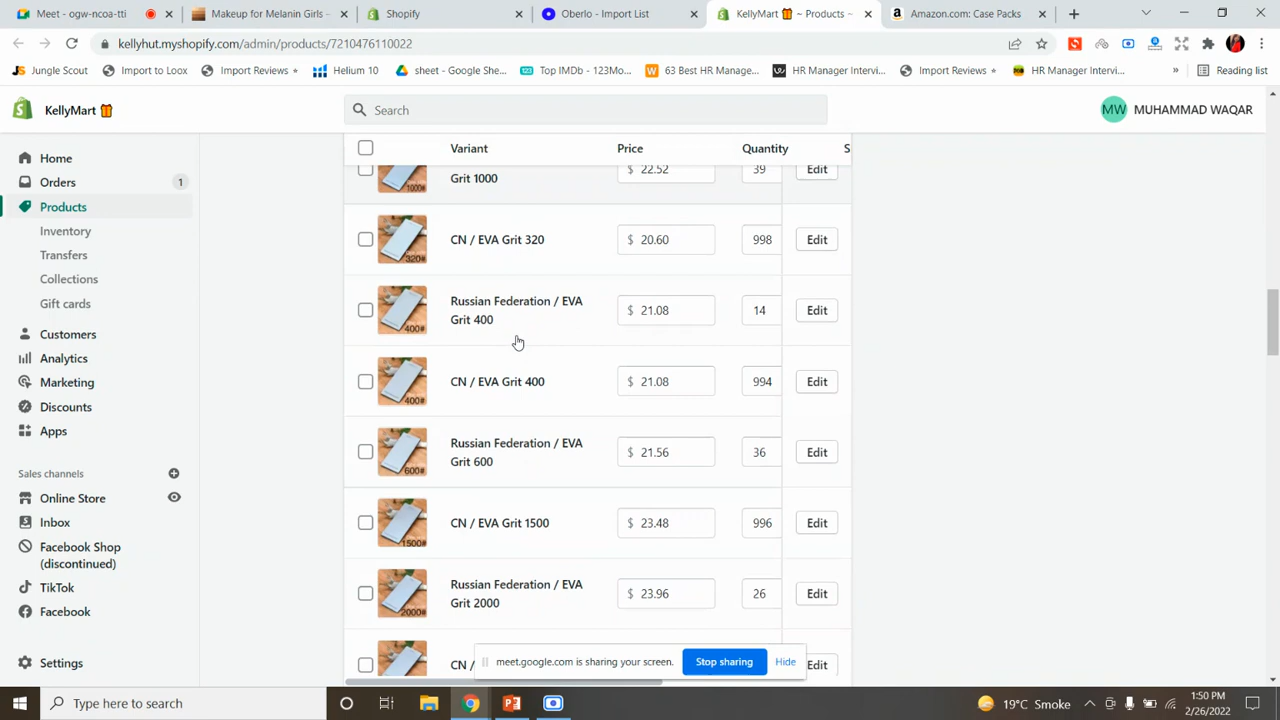 Meet - ogw-ncoa-tti
Makeup for Melanin Girls -
Shopify
Oberlo - Import List
KellyMart ~ Products ~
Amazon.com: Case Packs
kellyhut.myshopify.com/admin/products/7210476110022
Jungle Scout
Import to Loox
Import Reviews
Helium 10
sheet - Google She...
Top IMDb - 123Mo...
63 Best HR Manage...
HR Manager Intervi...
Import Reviews
HR Manager Intervi...
»
Reading list
KellyMart
Search
MW
MUHAMMAD WAQAR
Home
Orders
1
Products
Inventory
Transfers
Collections
Gift cards
Customers
Analytics
Marketing
Discounts
Apps
Sales channels
Online Store
Inbox
Facebook Shop
(discontinued)
TikTok
Facebook
Settings
Variant Price Quantity S
1000# Grit 1000 $ 22.52 39 Edit
320# CN / EVA Grit 320 $ 20.60 998 Edit
Russian Federation / EVA
400# Grit 400 $ 21.08 14 Edit
400# CN / EVA Grit 400 $ 21.08 994 Edit
Russian Federation / EVA
600# Grit 600 $ 21.56 36 Edit
1500# CN / EVA Grit 1500 $ 23.48 996 Edit
Russian Federation / EVA
2000# Grit 2000 $ 23.96 26 Edit
CN / Edit
meet.google.com is sharing your screen. Stop sharing Hide
Type here to search
19°C Smoke
1:50 PM
2/26/2022